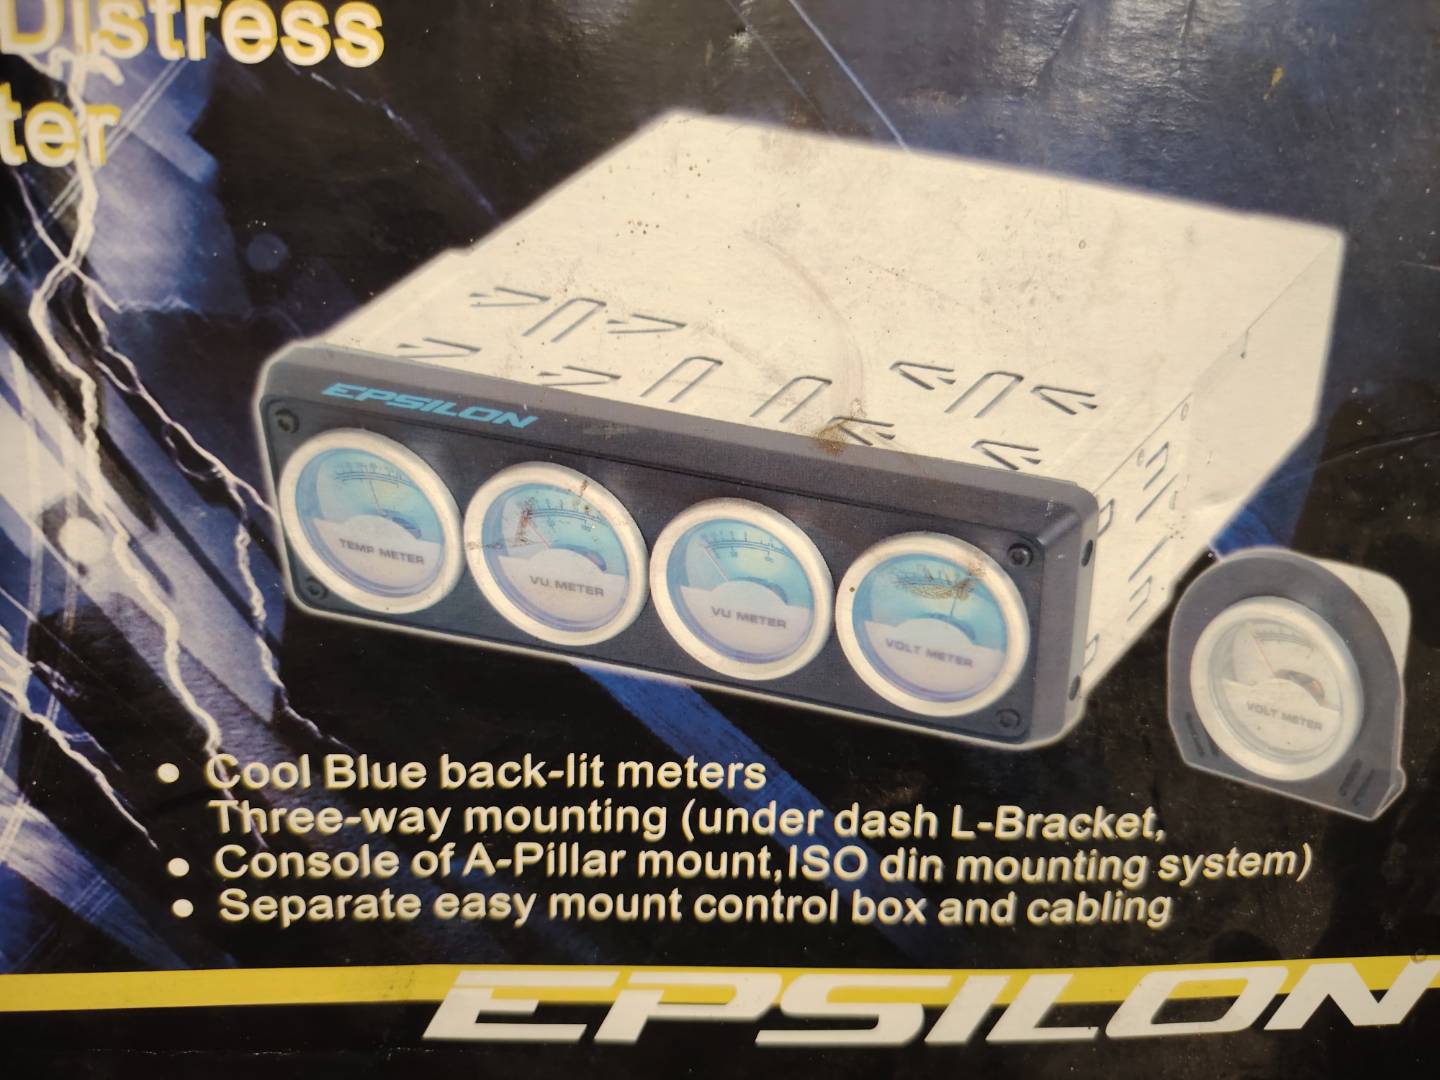 Distress
ter
EPSILON
TEMP METER
VU METER
VU METER
VOLT METER
VOLT METER
• Cool Blue back-lit meters
Three-way mounting (under dash L-Bracket,
• Console of A-Pillar mount,ISO din mounting system)
• Separate easy mount control box and cabling
EPSILON